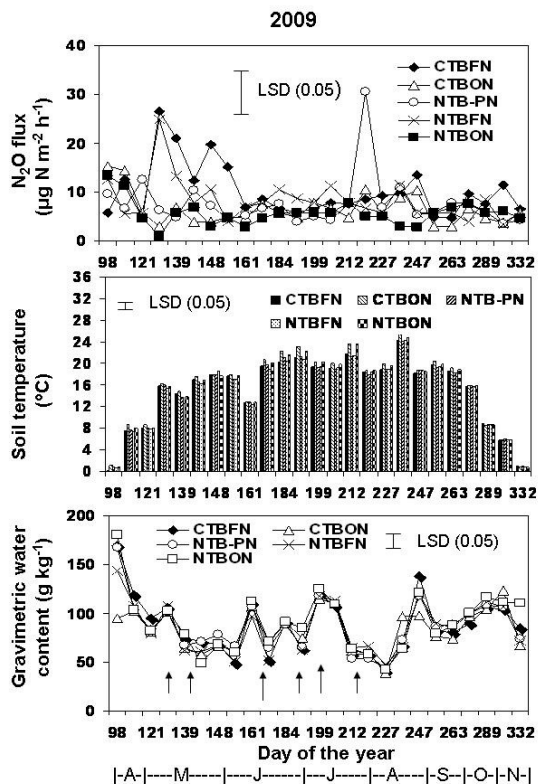 2009
N₂O flux
(µg N m⁻² h⁻¹)
40
30
20
10
0
LSD (0.05)
CTBFN
CTBON
NTB-PN
NTBFN
NTBON
98 121 139 148 161 184 199 212 227 247 263 289 332
Soil temperature
(°C)
36
32
28
24
20
16
12
8
4
0
LSD (0.05)
CTBFN CTBON NTB-PN
NTBFN NTBON
98 121 139 148 161 184 199 212 227 247 263 289 332
Gravimetric water
content (g kg⁻¹)
200
150
100
50
0
CTBFN CTBON
NTB-PN NTBFN
NTBON
LSD (0.05)
98 121 139 148 161 184 199 212 227 247 263 289 332
Day of the year
|-A-|----M-----|----J-----|----J----|----A----|--S--|--O--|-N-|